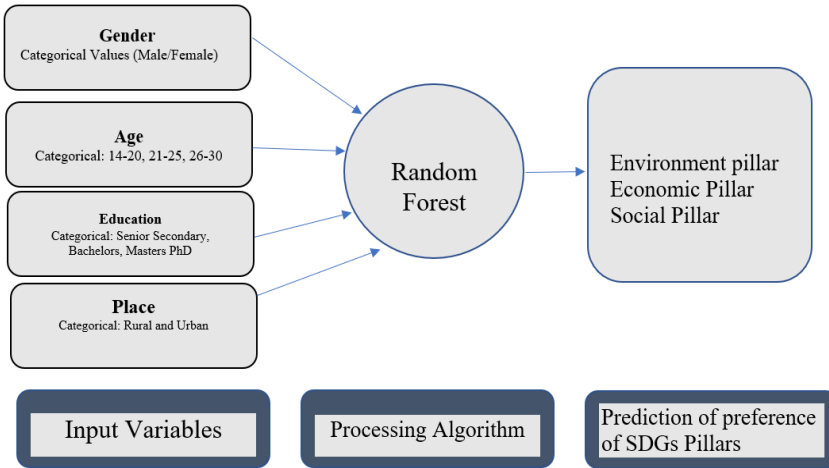 Gender
Categorical Values (Male/Female)
Age
Categorical: 14-20, 21-25, 26-30
Education
Categorical: Senior Secondary,
Bachelors, Masters PhD
Place
Categorical: Rural and Urban
Random
Forest
Environment pillar
Economic Pillar
Social Pillar
Input Variables
Processing Algorithm
Prediction of preference
of SDGs Pillars